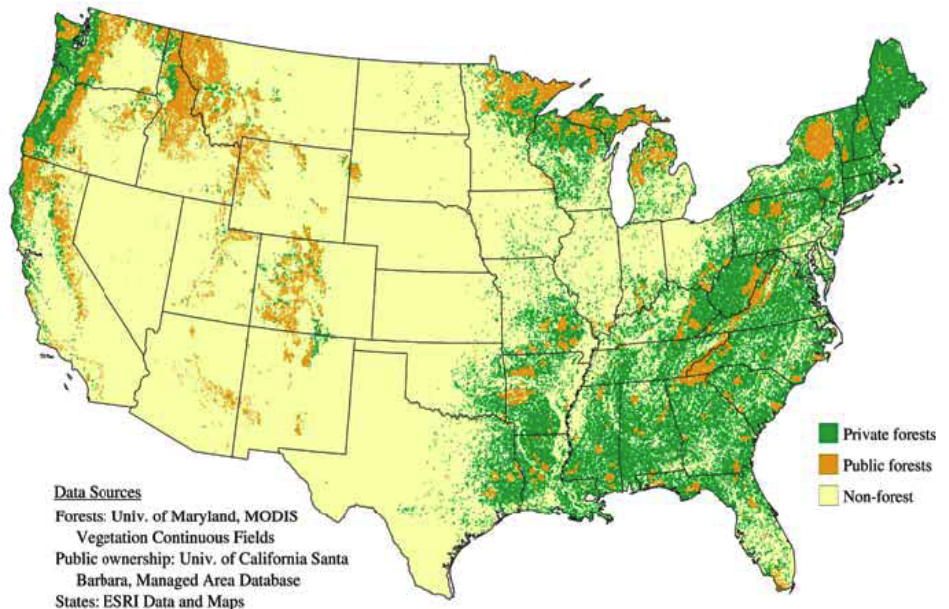 Private forests
Public forests
Non-forest
Data Sources
Forests: Univ. of Maryland, MODIS
Vegetation Continuous Fields
Public ownership: Univ. of California Santa
Barbara, Managed Area Database
States: ESRI Data and Maps